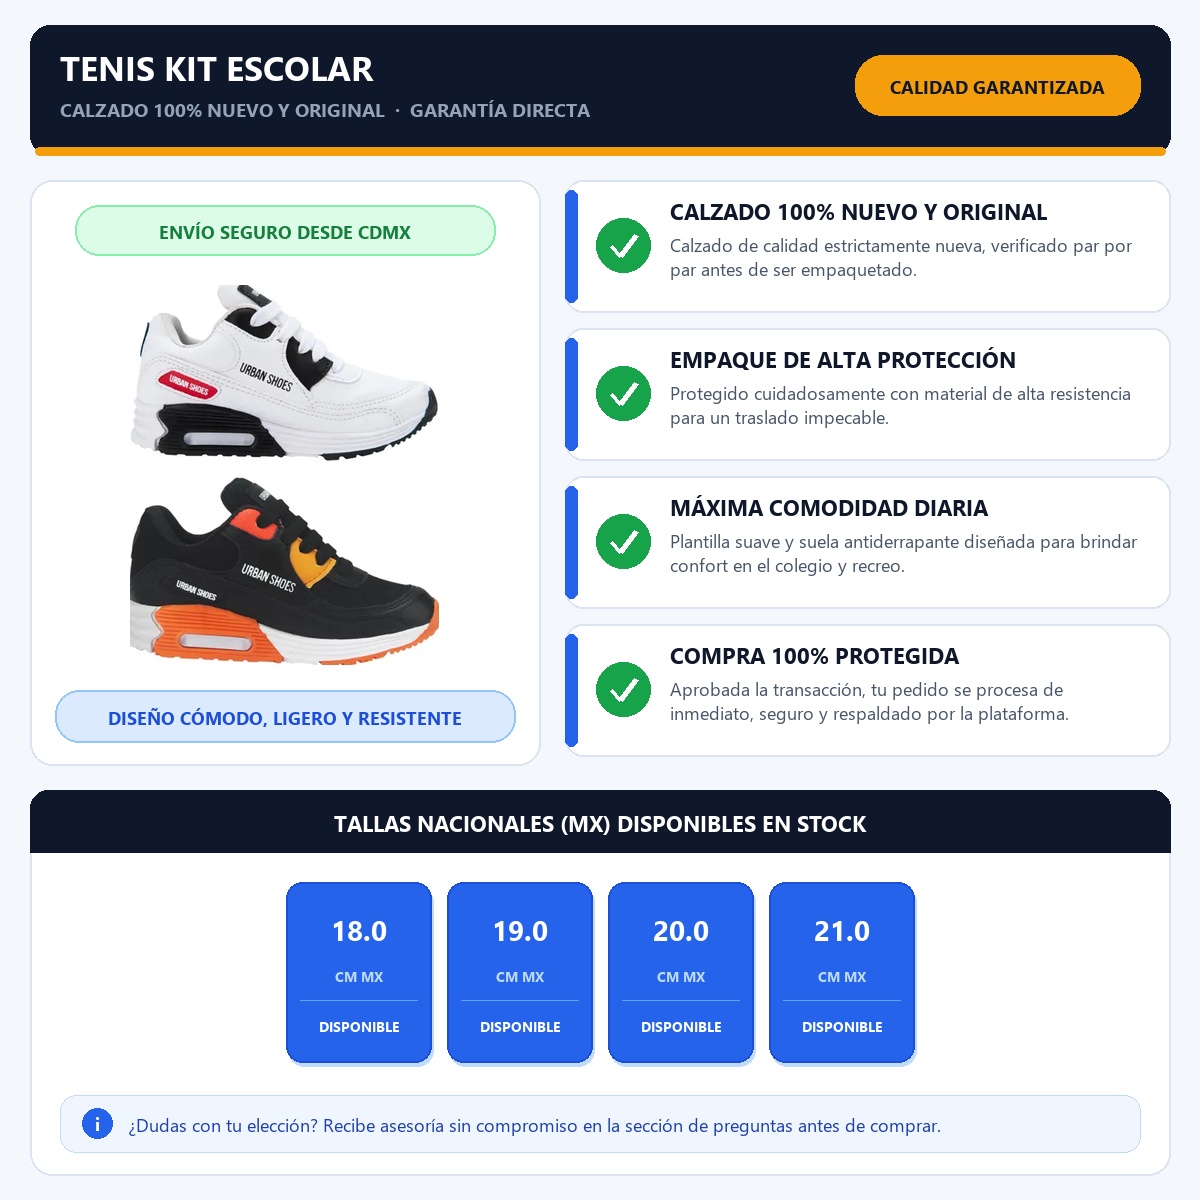 TENIS KIT ESCOLAR
CALZADO 100% NUEVO Y ORIGINAL · GARANTÍA DIRECTA
CALIDAD GARANTIZADA
ENVÍO SEGURO DESDE CDMX
URBAN SHOES
URBAN SHOES
URBAN SHOES
URBAN SHOES
DISEÑO CÓMODO, LIGERO Y RESISTENTE
CALZADO 100% NUEVO Y ORIGINAL
Calzado de calidad estrictamente nueva, verificado par por
par antes de ser empaquetado.
EMPAQUE DE ALTA PROTECCIÓN
Protegido cuidadosamente con material de alta resistencia
para un traslado impecable.
MÁXIMA COMODIDAD DIARIA
Plantilla suave y suela antiderrapante diseñada para brindar
confort en el colegio y recreo.
COMPRA 100% PROTEGIDA
Aprobada la transacción, tu pedido se procesa de
inmediato, seguro y respaldado por la plataforma.
TALLAS NACIONALES (MX) DISPONIBLES EN STOCK
18.0
CM MX
DISPONIBLE
19.0
CM MX
DISPONIBLE
20.0
CM MX
DISPONIBLE
21.0
CM MX
DISPONIBLE
¿Dudas con tu elección? Recibe asesoría sin compromiso en la sección de preguntas antes de comprar.